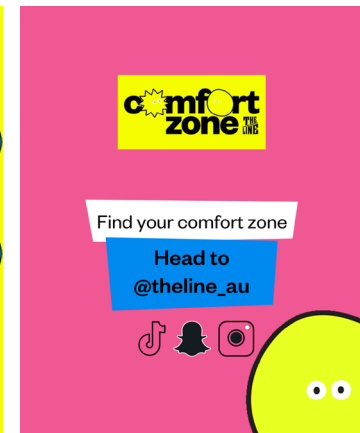 comfort
zone THE LINE
Find your comfort zone
Head to
@theline_au